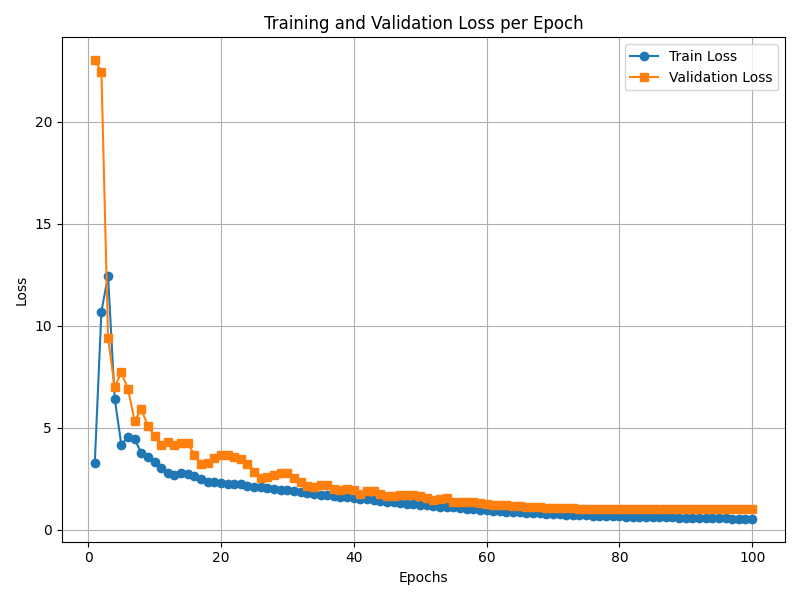 Training and Validation Loss per Epoch
Train Loss
Validation Loss
Loss
20
15
10
5
0
0 20 40 60 80 100
Epochs